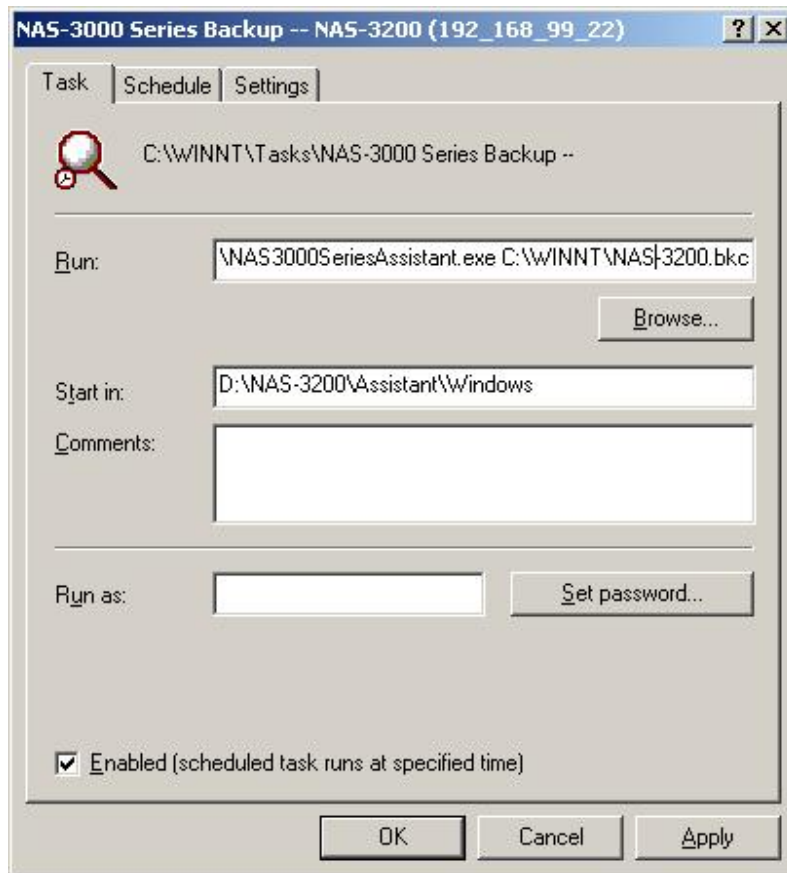 NAS-3000 Series Backup -- NAS-3200 (192_168_99_22)
Task Schedule Settings
C:\WINNT\Tasks\NAS-3000 Series Backup --
Run: \NAS3000SeriesAssistant.exe C:\WINNT\NAS-3200.bkc
Browse...
Start in: D:\NAS-3200\Assistant\Windows
Comments:
Run as: Set password...
Enabled (scheduled task runs at specified time)
OK Cancel Apply